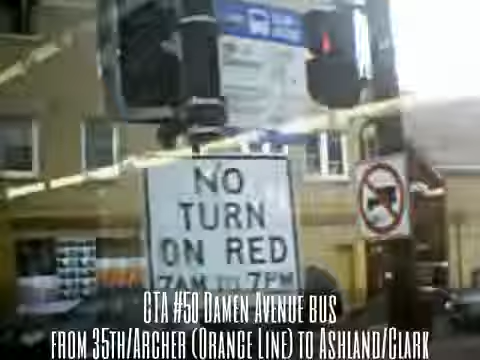 NO
TURN
ON RED
7AM TO 7PM
CTA #50 Damen Avenue bus
from 35th/Archer (Orange Line) to Ashland/Clark